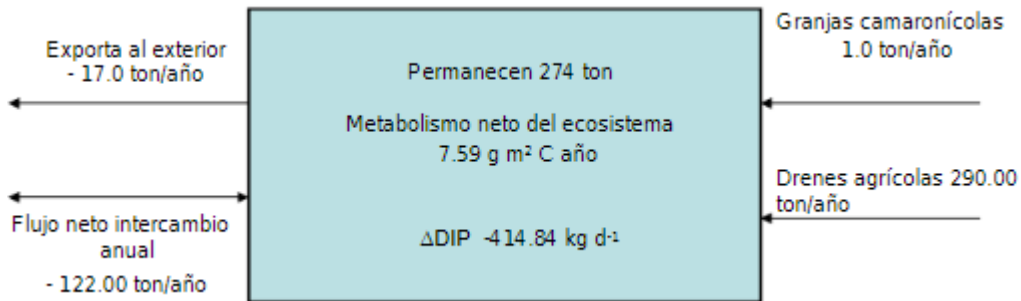 Exporta al exterior
- 17.0 ton/año
Flujo neto intercambio
anual
- 122.00 ton/año
Permanecen 274 ton
Metabolismo neto del ecosistema
7.59 g m² C año
∆DIP -414.84 kg d⁻¹
Granjas camaronícolas
1.0 ton/año
Drenes agrícolas 290.00
ton/año